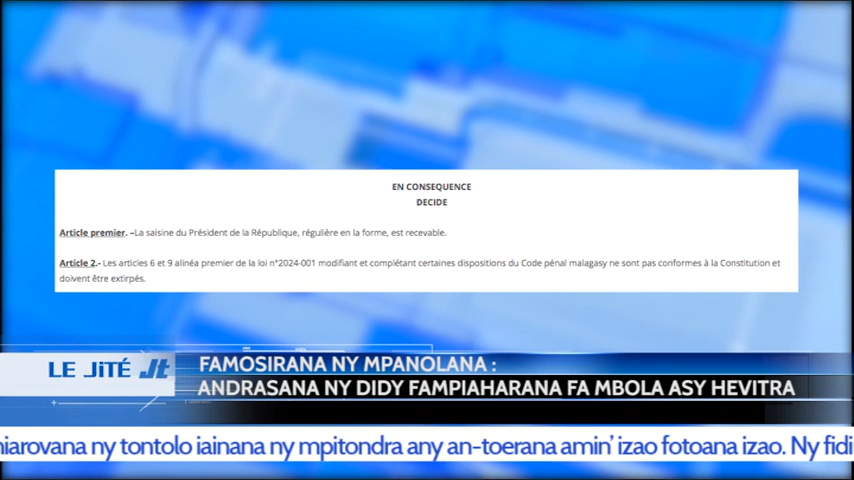 EN CONSEQUENCE
DECIDE
Article premier. –La saisine du Président de la République, régulière en la forme, est recevable.
Article 2.- Les articles 6 et 9 alinéa premier de la loi n°2024-001 modifiant et complétant certaines dispositions du Code pénal malagasy ne sont pas conformes à la Constitution et
doivent être extirpés.
LE JiTÉ Jt
FAMOSIRANA NY MPANOLANA :
ANDRASANA NY DIDY FAMPIAHARANA FA MBOLA ASY HEVITRA
niarovana ny tontolo iainana ny mpitondra any an-toerana amin' izao fotoana izao. Ny fidi